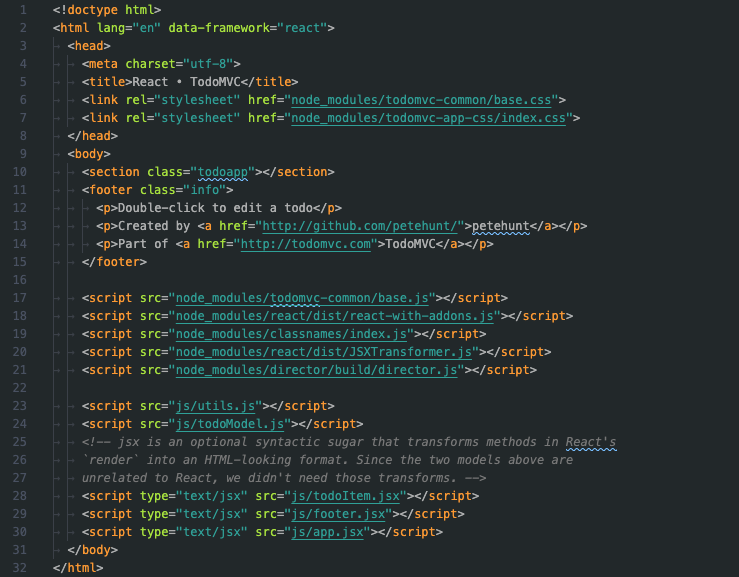 1 <!doctype html>
2 <html lang="en" data-framework="react">
3 <head>
4 <meta charset="utf-8">
5 <title>React • TodoMVC</title>
6 <link rel="stylesheet" href="node_modules/todomvc-common/base.css">
7 <link rel="stylesheet" href="node_modules/todomvc-app-css/index.css">
8 </head>
9 <body>
10 <section class="todoapp"></section>
11 <footer class="info">
12 <p>Double-click to edit a todo</p>
13 <p>Created by <a href="http://github.com/petehunt/">petehunt</a></p>
14 <p>Part of <a href="http://todomvc.com">TodoMVC</a></p>
15 </footer>
16
17 <script src="node_modules/todomvc-common/base.js"></script>
18 <script src="node_modules/react/dist/react-with-addons.js"></script>
19 <script src="node_modules/classnames/index.js"></script>
20 <script src="node_modules/react/dist/JSXTransformer.js"></script>
21 <script src="node_modules/director/build/director.js"></script>
22
23 <script src="js/utils.js"></script>
24 <script src="js/todoModel.js"></script>
25 <!-- jsx is an optional syntactic sugar that transforms methods in React's
26 `render` into an HTML-looking format. Since the two models above are
27 unrelated to React, we didn't need those transforms. -->
28 <script type="text/jsx" src="js/todoItem.jsx"></script>
29 <script type="text/jsx" src="js/footer.jsx"></script>
30 <script type="text/jsx" src="js/app.jsx"></script>
31 </body>
32 </html>